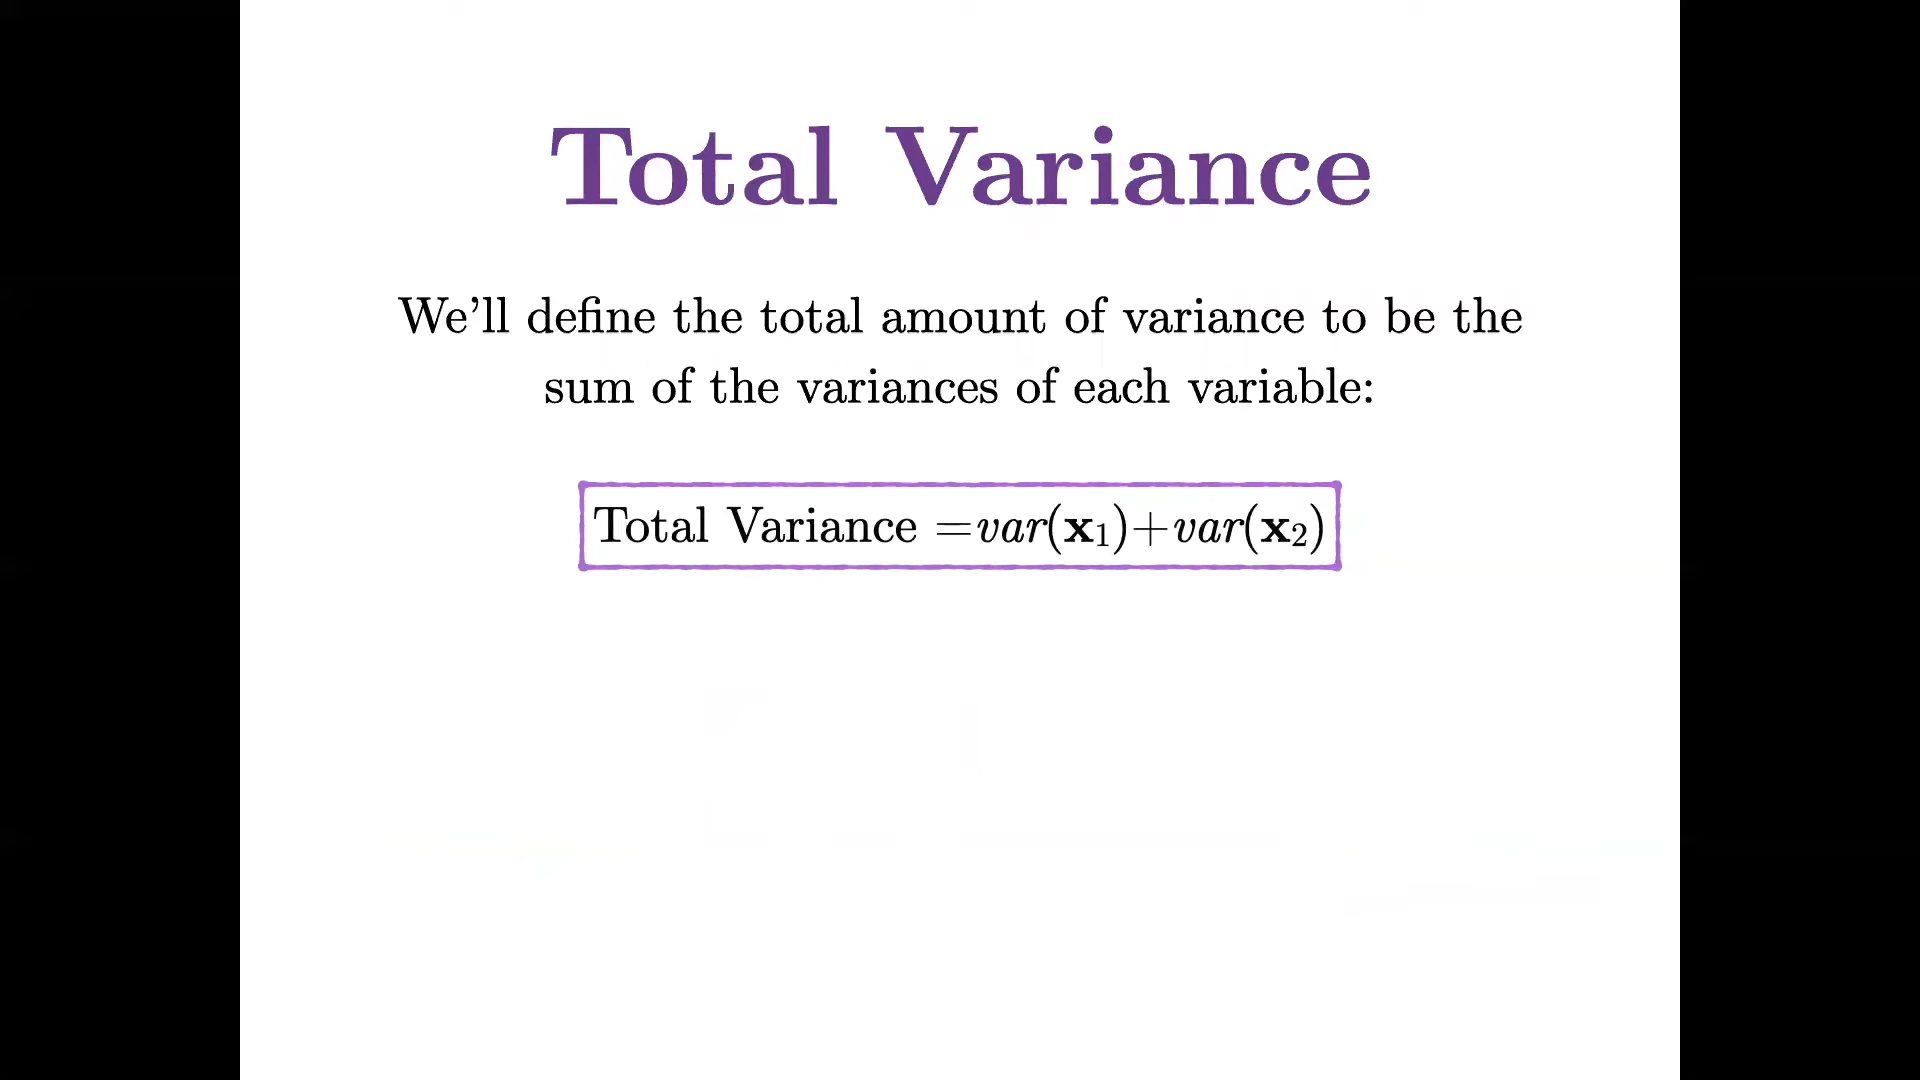 Total Variance
We'll define the total amount of variance to be the
sum of the variances of each variable:
Total Variance =var(𝐱₁)+var(𝐱₂)